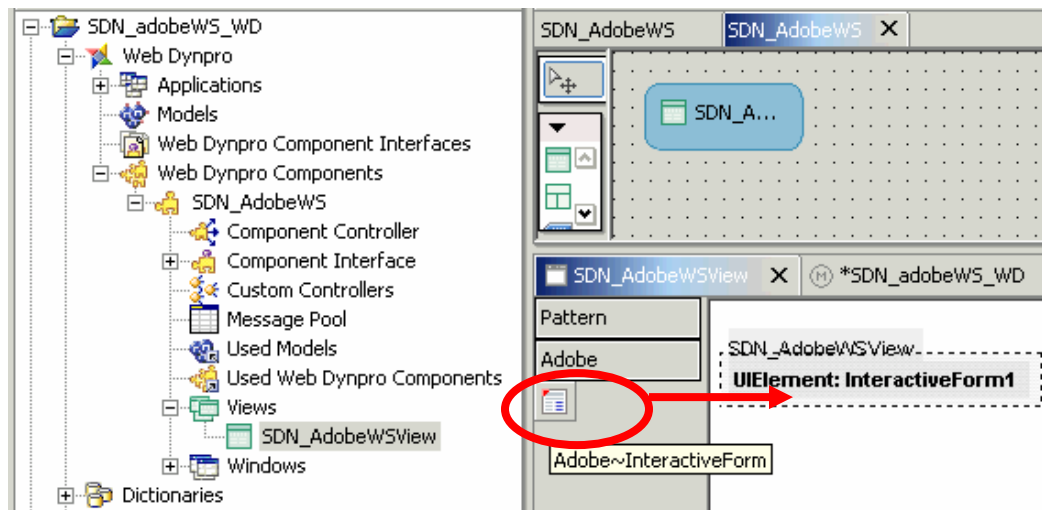 SDN_adobeWS_WD
Web Dynpro
Applications
Models
Web Dynpro Component Interfaces
Web Dynpro Components
SDN_AdobeWS
Component Controller
Component Interface
Custom Controllers
Message Pool
Used Models
Used Web Dynpro Components
Views
SDN_AdobeWSView
Windows
Dictionaries
SDN_AdobeWS
SDN_AdobeWS
SDN_A...
SDN_AdobeWSView
*SDN_adobeWS_WD
Pattern
Adobe
Adobe~InteractiveForm
SDN_AdobeWSView
UIElement: InteractiveForm1